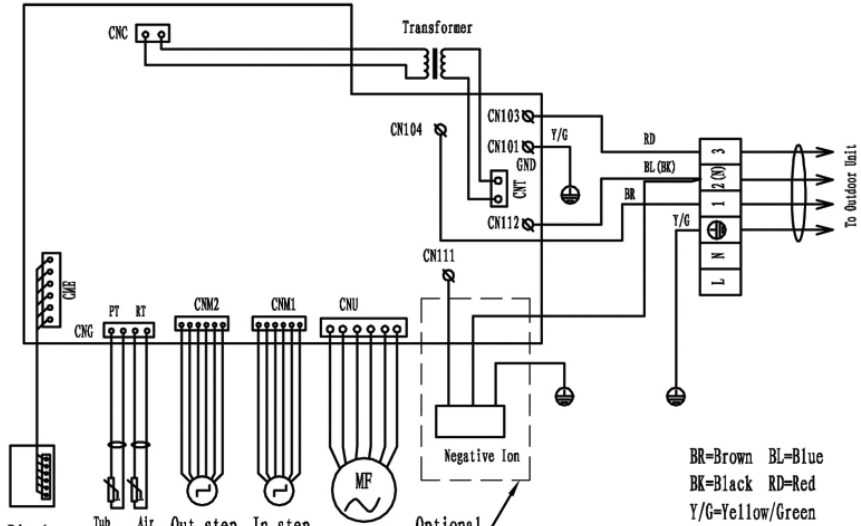 CNC
Transformer
CN103
CN104
Y/G
RD
CN101
GND
3
BL(BK)
2(N)
CNT
BR
1
To Outdoor Unit
CN112
Y/G
N
CN111
L
CME
PT RT
CNM2
CNM1
CNU
CNG
Negative Ion
MF
BR=Brown BL=Blue
BK=Black RD=Red
Y/G=Yellow/Green
Tub Air Out step In step Optional